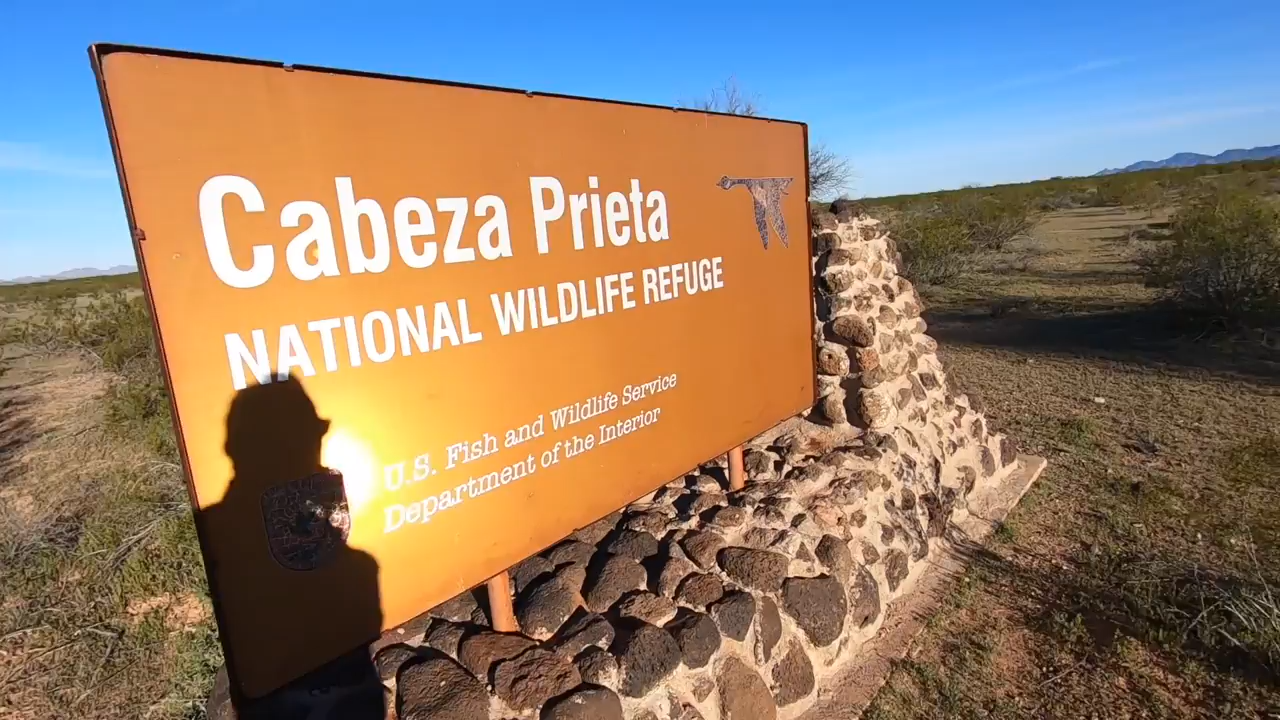 Cabeza Prieta
NATIONAL WILDLIFE REFUGE
U.S. Fish and Wildlife Service
Department of the Interior